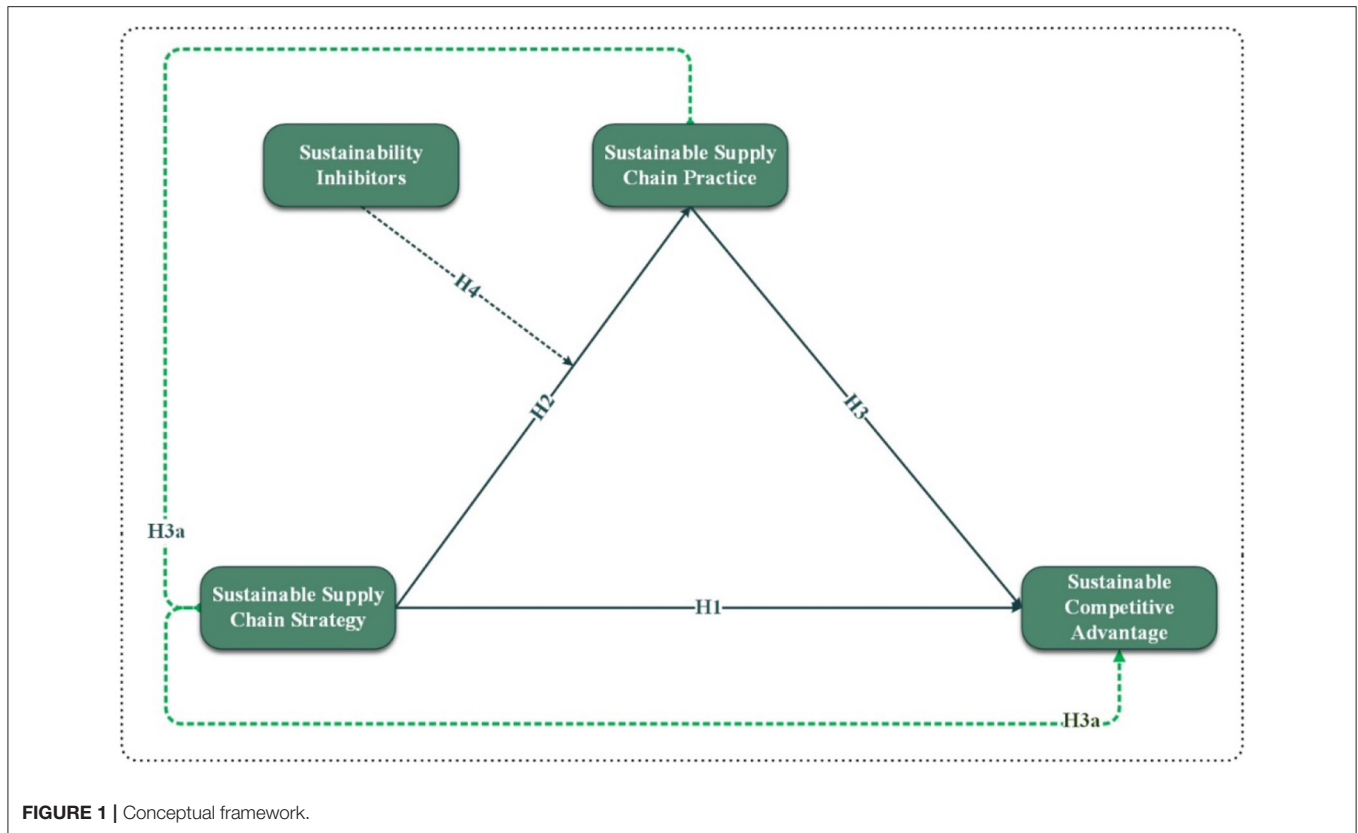 Sustainability
Inhibitors
Sustainable Supply
Chain Practice
H4
H2
H3
H3a
Sustainable Supply
Chain Strategy
H1
Sustainable
Competitive
Advantage
H3a
FIGURE 1 | Conceptual framework.